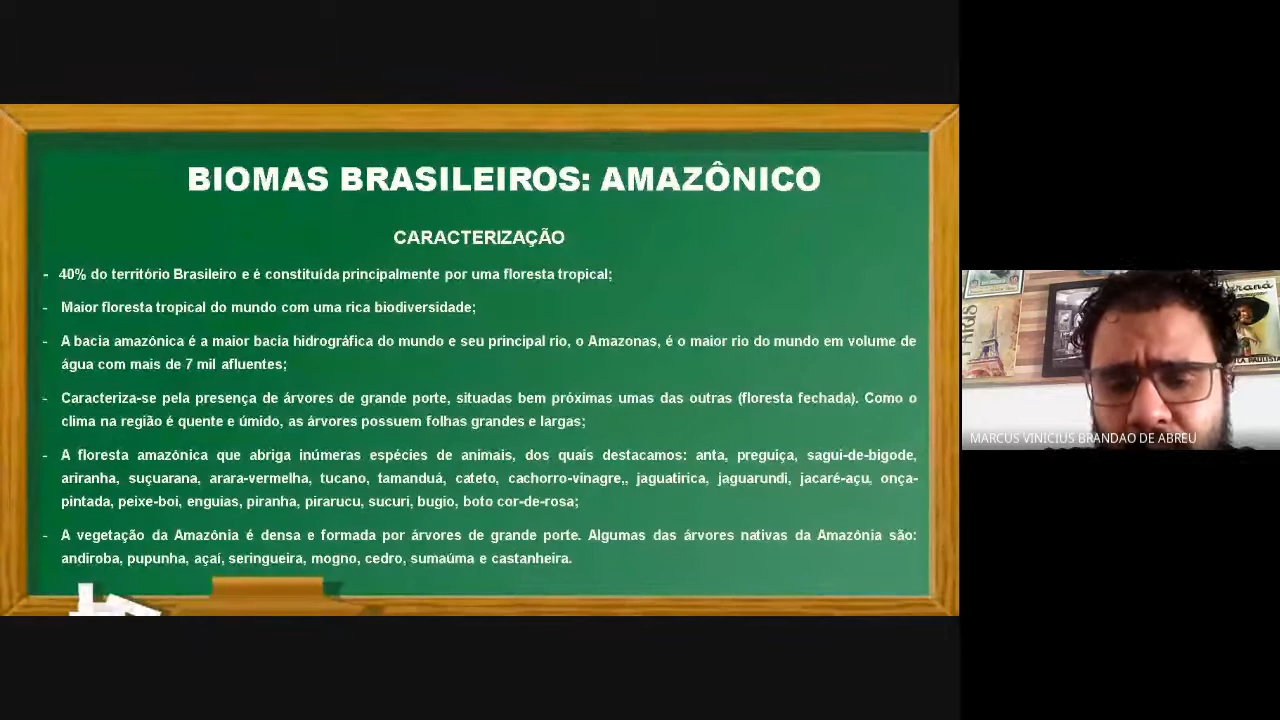 BIOMAS BRASILEIROS: AMAZÔNICO
CARACTERIZAÇÃO
- 40% do território Brasileiro e é constituída principalmente por uma floresta tropical;
- Maior floresta tropical do mundo com uma rica biodiversidade;
- A bacia amazônica é a maior bacia hidrográfica do mundo e seu principal rio, o Amazonas, é o maior rio do mundo em volume de
água com mais de 7 mil afluentes;
- Caracteriza-se pela presença de árvores de grande porte, situadas bem próximas umas das outras (floresta fechada). Como o
clima na região é quente e úmido, as árvores possuem folhas grandes e largas;
- A floresta amazônica que abriga inúmeras espécies de animais, dos quais destacamos: anta, preguiça, sagui-de-bigode,
ariranha, suçuarana, arara-vermelha, tucano, tamanduá, cateto, cachorro-vinagre,, jaguatirica, jaguarundi, jacaré-açu, onça-
pintada, peixe-boi, enguias, piranha, pirarucu, sucuri, bugio, boto cor-de-rosa;
- A vegetação da Amazônia é densa e formada por árvores de grande porte. Algumas das árvores nativas da Amazônia são:
andiroba, pupunha, açaí, seringueira, mogno, cedro, sumaúma e castanheira.
PARIS
MARCUS VINICIUS BRANDAO DE ABREU